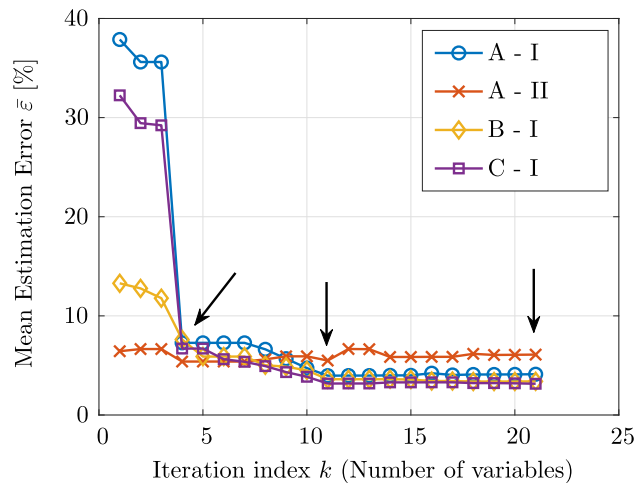 40
30
20
10
0
0 5 10 15 20 25
Mean Estimation Error ε̄ [%]
Iteration index k (Number of variables)
A - I
A - II
B - I
C - I